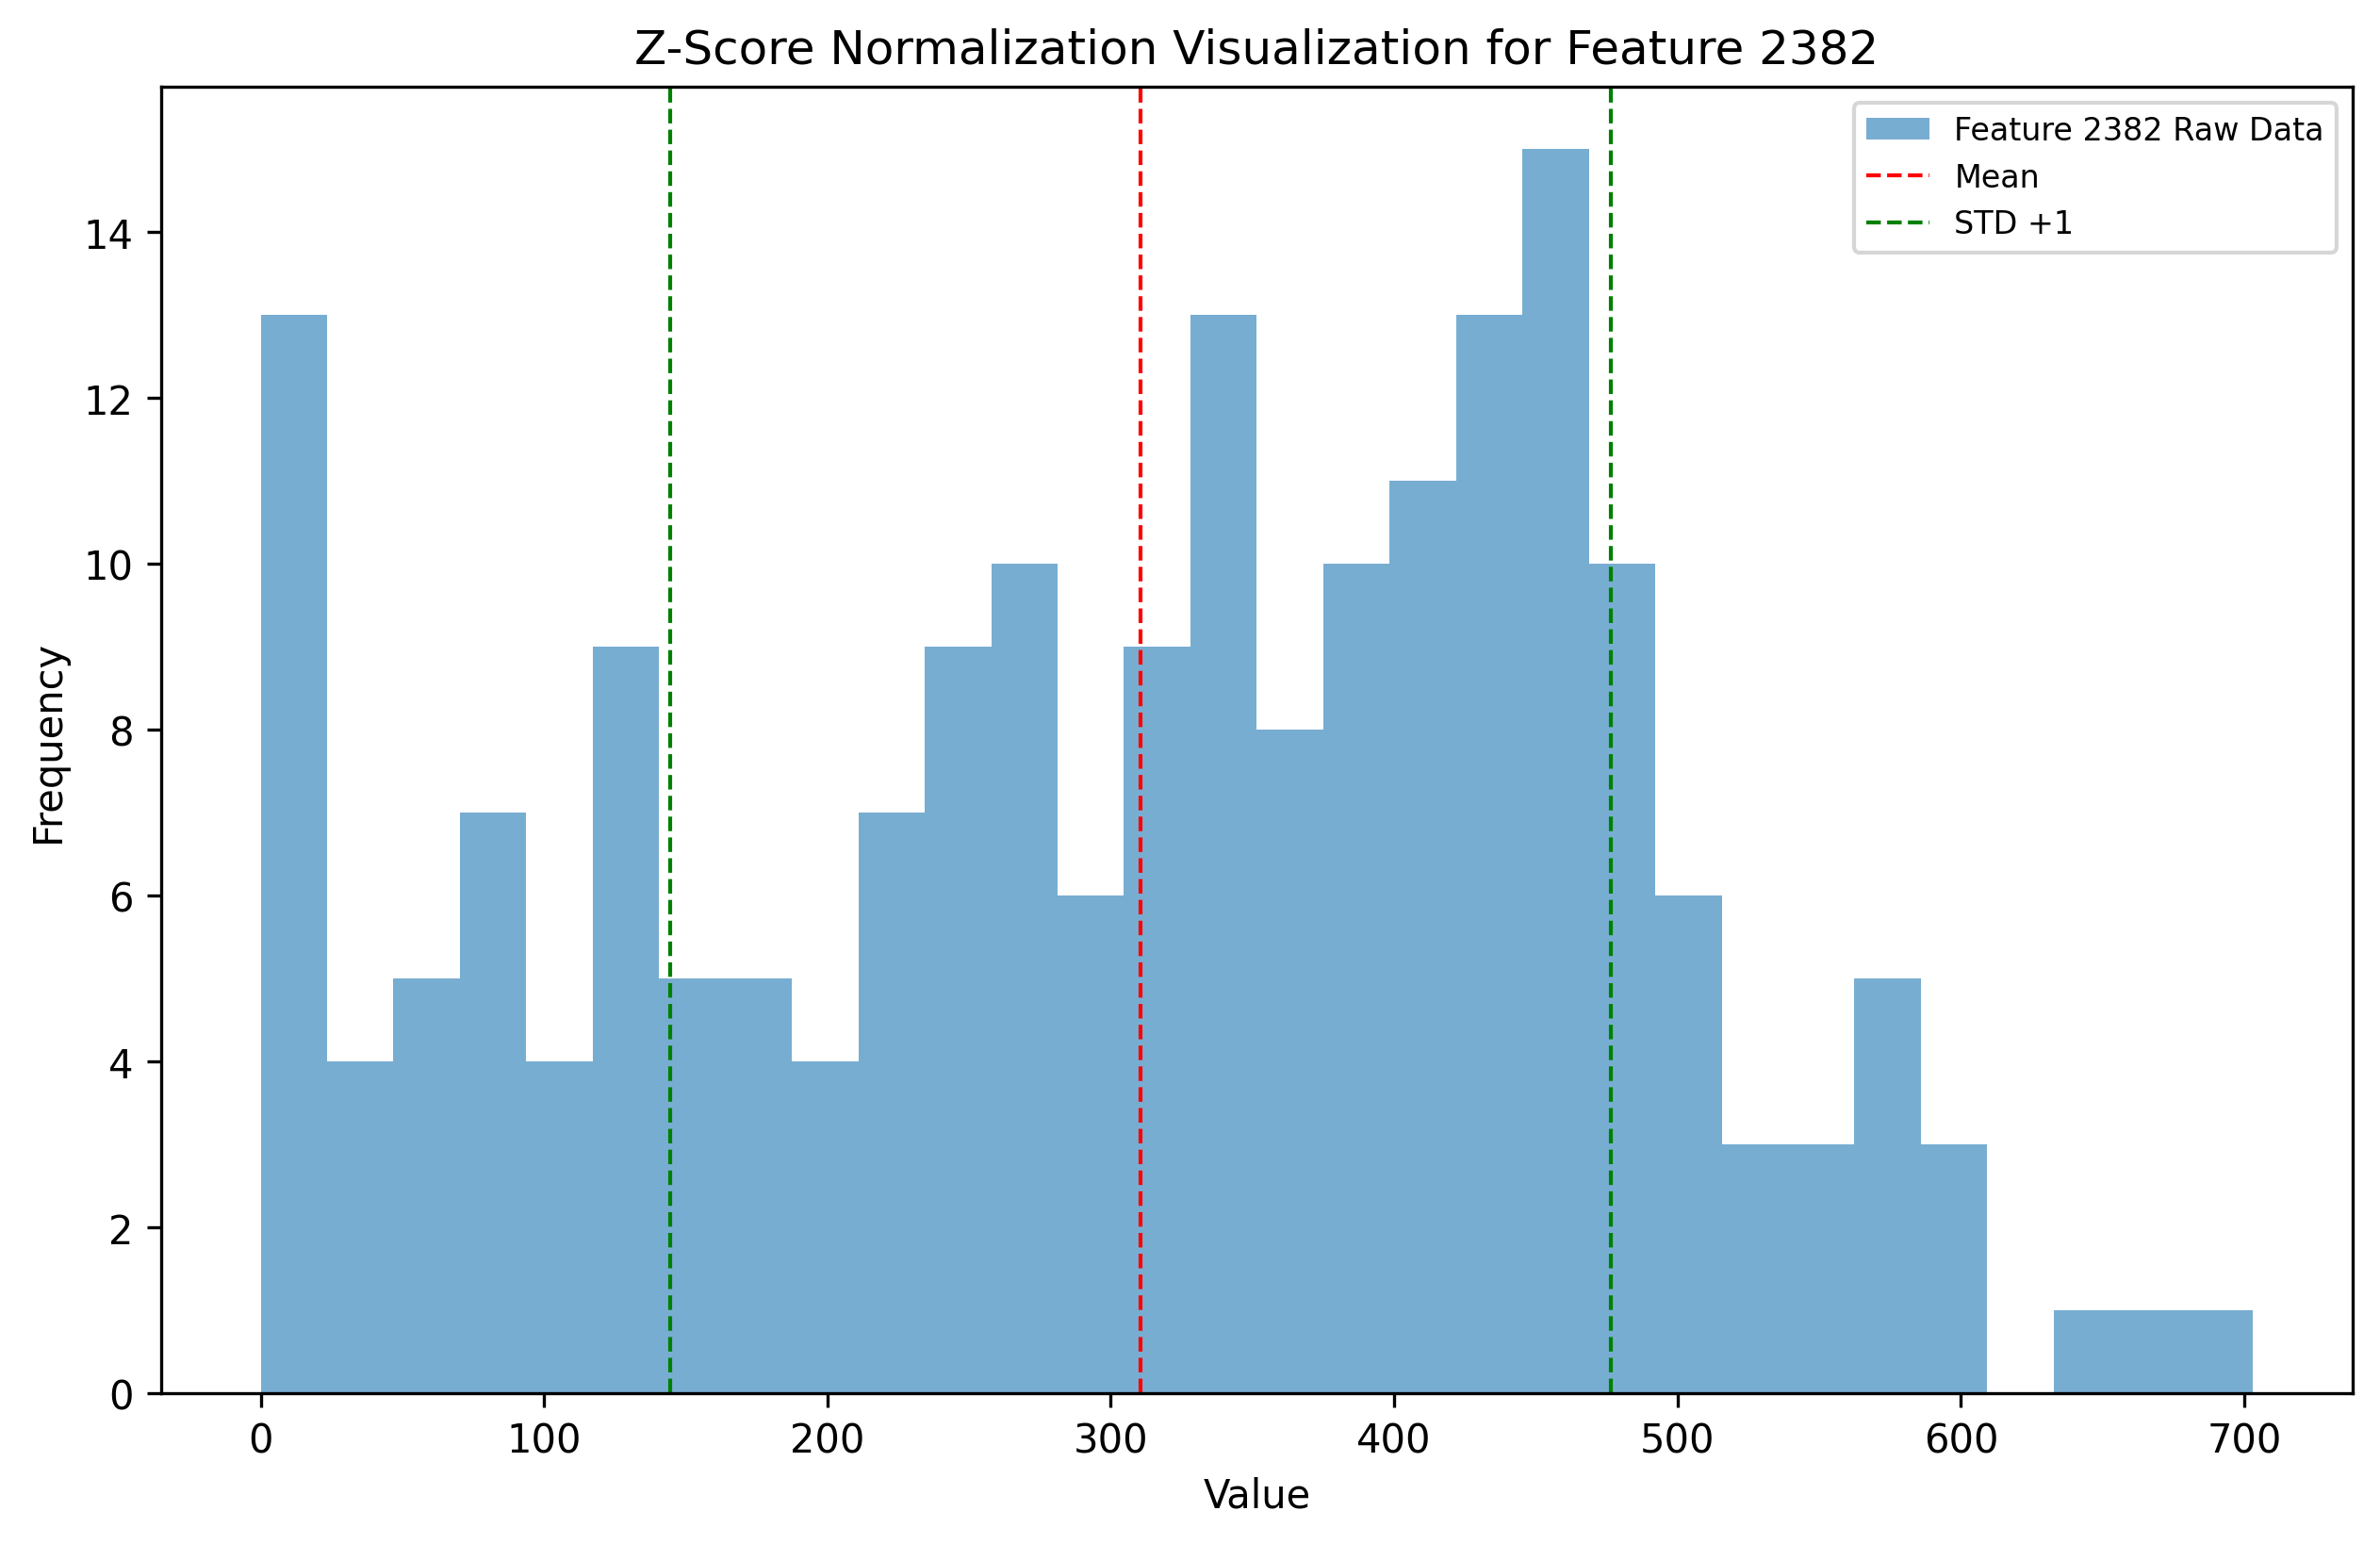 Z-Score Normalization Visualization for Feature 2382
Feature 2382 Raw Data
Mean
STD +1
14
12
10
8
6
4
2
0
Frequency
0 100 200 300 400 500 600 700
Value